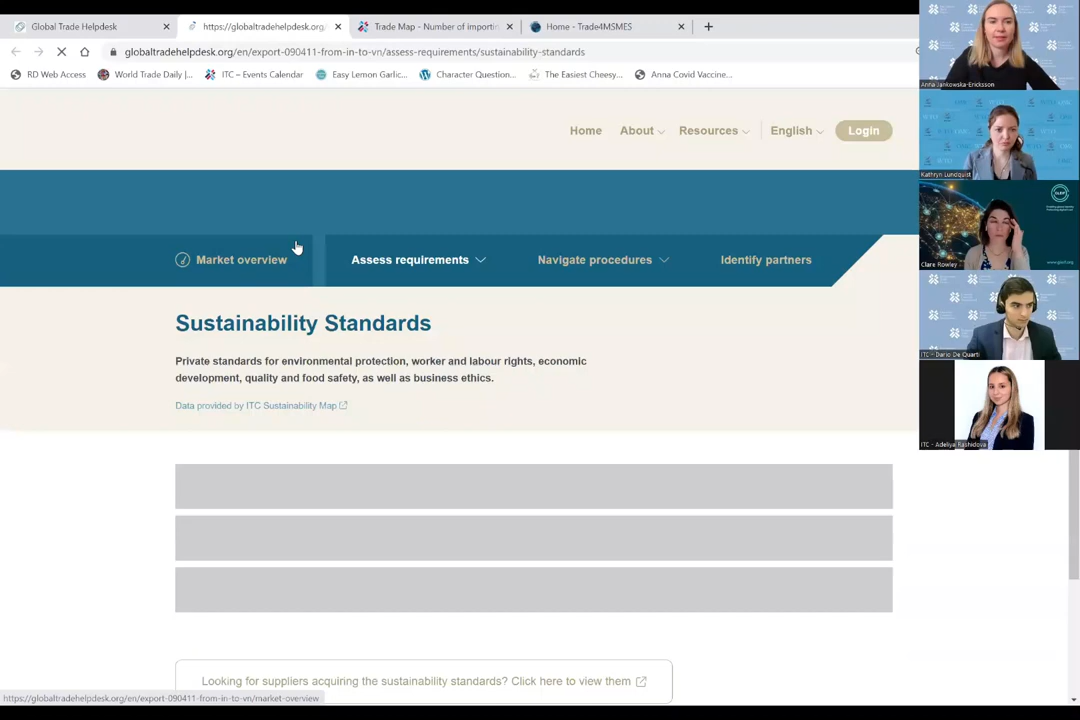 Global Trade Helpdesk
https://globaltradehelpdesk.org
Trade Map - Number of importin
Home - Trade4MSMES
globaltradehelpdesk.org/en/export-090411-from-in-to-vn/assess-requirements/sustainability-standards
RD Web Access
World Trade Daily |...
ITC – Events Calendar
Easy Lemon Garlic...
Character Question...
The Easiest Cheesy...
Anna Covid Vaccine...
Home
About
Resources
English
Login
Market overview
Assess requirements
Navigate procedures
Identify partners
Sustainability Standards
Private standards for environmental protection, worker and labour rights, economic
development, quality and food safety, as well as business ethics.
Data provided by ITC Sustainability Map
Looking for suppliers acquiring the sustainability standards? Click here to view them
https://globaltradehelpdesk.org/en/export-090411-from-in-to-vn/market-overview
Anna Jankowska-Ericksson
Kathryn Lundquist
Clare Rowley
ITC - Dario De Quarti
ITC - Adeliya Rashidova